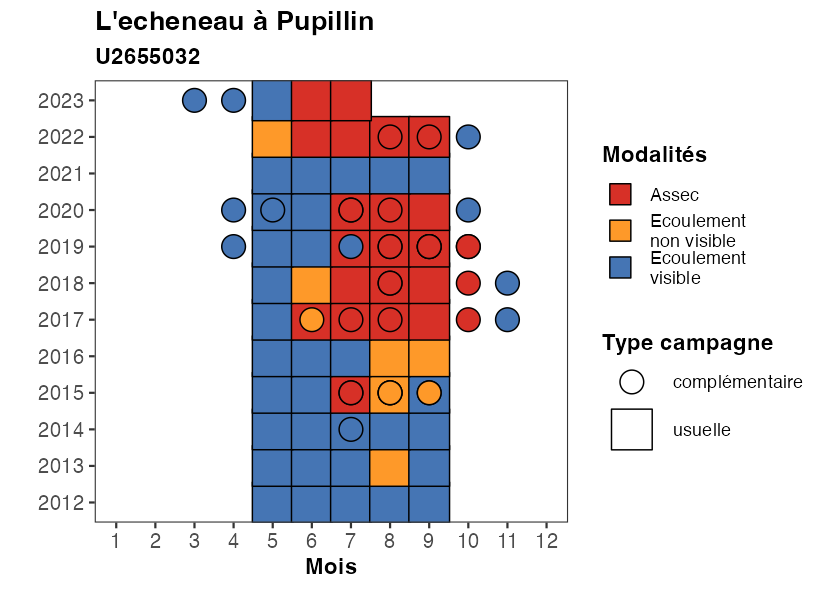 L'echeneau à Pupillin
U2655032
2023
2022
2021
2020
2019
2018
2017
2016
2015
2014
2013
2012
1 2 3 4 5 6 7 8 9 10 11 12
Mois
Modalités
Assec
Ecoulement
non visible
Ecoulement
visible
Type campagne
complémentaire
usuelle